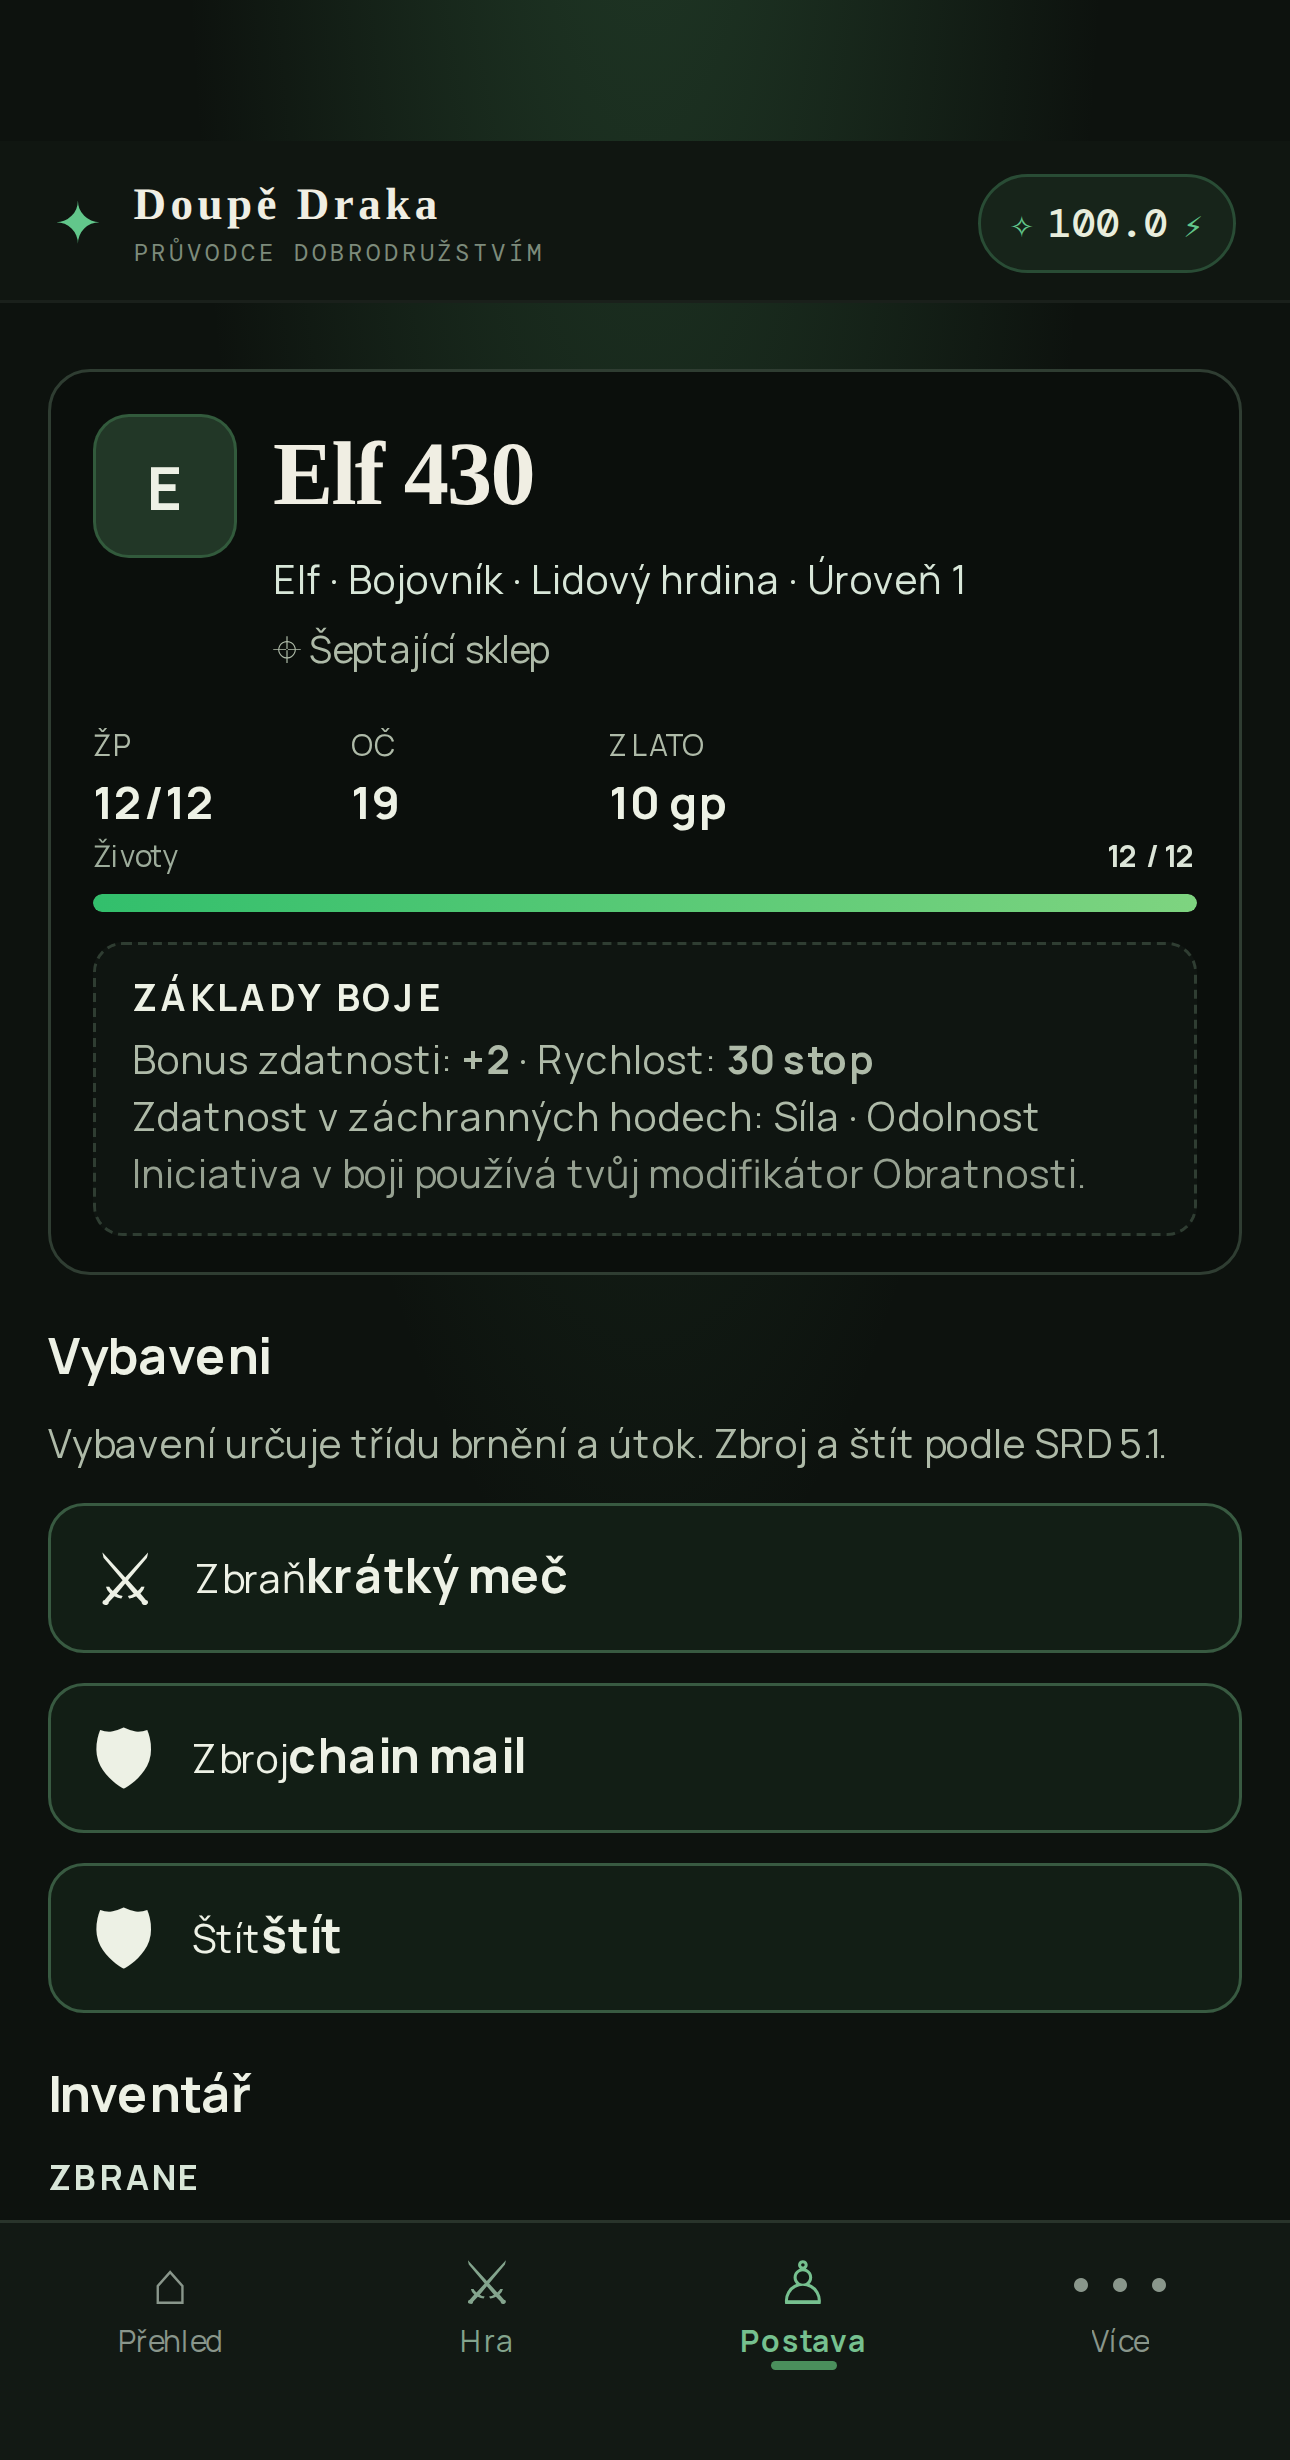 Doupě Draka
PRŮVODCE DOBRODRUŽSTVÍM
100.0
E
Elf 430
Elf · Bojovník · Lidový hrdina · Úroveň 1
Šeptající sklep
ŽP OČ ZLATO
12/12 19 10 gp
Životy 12 / 12
ZÁKLADY BOJE
Bonus zdatnosti: +2 · Rychlost: 30 stop
Zdatnost v záchranných hodech: Síla · Odolnost
Iniciativa v boji používá tvůj modifikátor Obratnosti.
Vybaveni
Vybavení určuje třídu brnění a útok. Zbroj a štít podle SRD 5.1.
Zbraňkrátký meč
Zbrojchain mail
Štítštít
Inventář
ZBRANE
Přehled Hra Postava Více